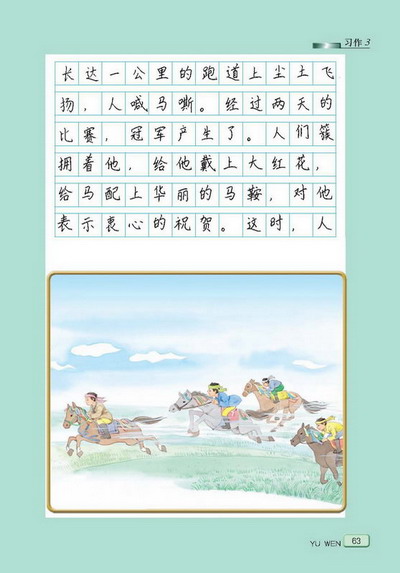 习作3
长达一公里的跑道上尘土飞
扬，人喊马嘶。经过两天的
比赛，冠军产生了。人们簇
拥着他，给他戴上大红花，
给马配上华丽的马鞍，对他
表示衷心的祝贺。这时，人
YU WEN 63